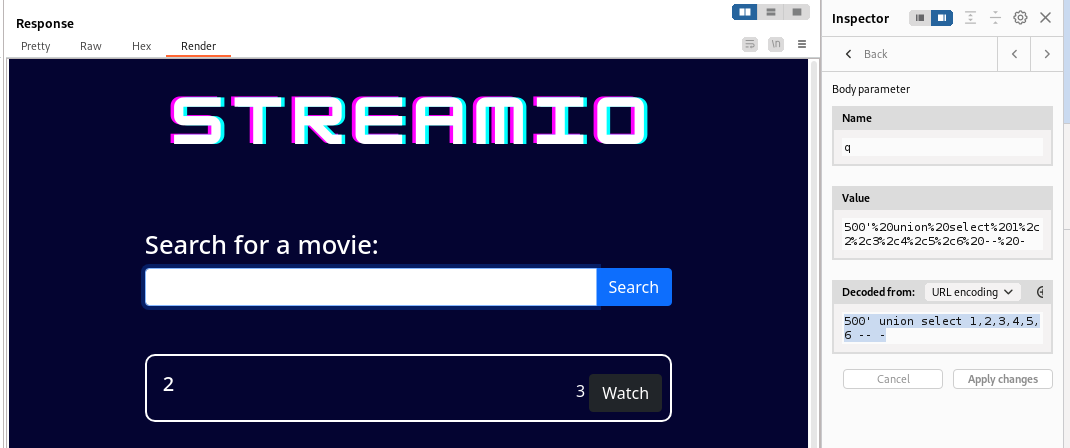 Response
Pretty Raw Hex Render
\n
STREAMIO
Search for a movie:
Search
2
3 Watch
Inspector
Back
Body parameter
Name
q
Value
500'%20union%20select%201%2c
2%2c3%2c4%2c5%2c6%20--%20-
Decoded from: URL encoding
500' union select 1,2,3,4,5,
6 -- -
Cancel Apply changes